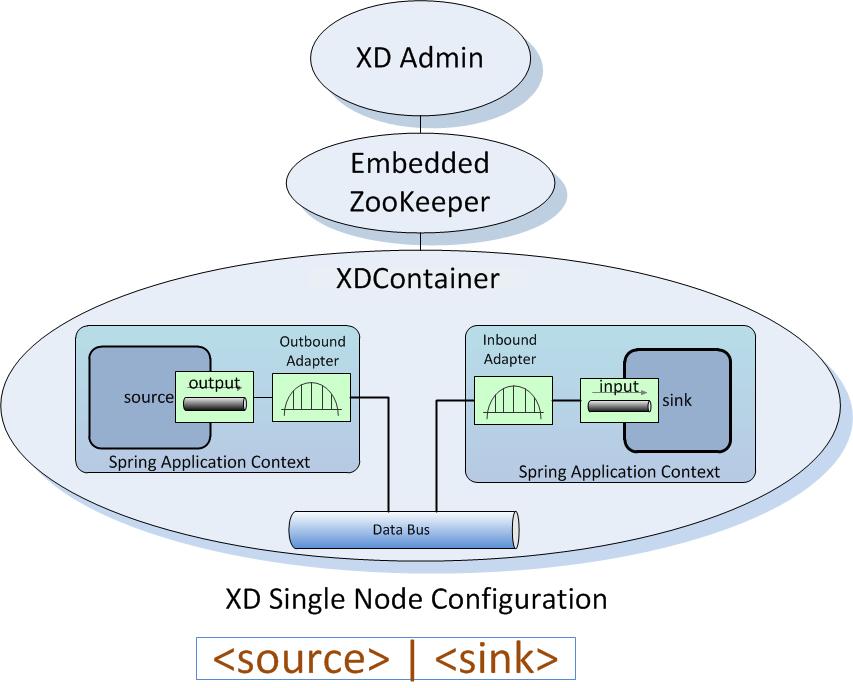 XD Admin
Embedded
ZooKeeper
XDContainer
Outbound
Adapter
source
output
Spring Application Context
Inbound
Adapter
input
sink
Spring Application Context
Data Bus
XD Single Node Configuration
<source> | <sink>